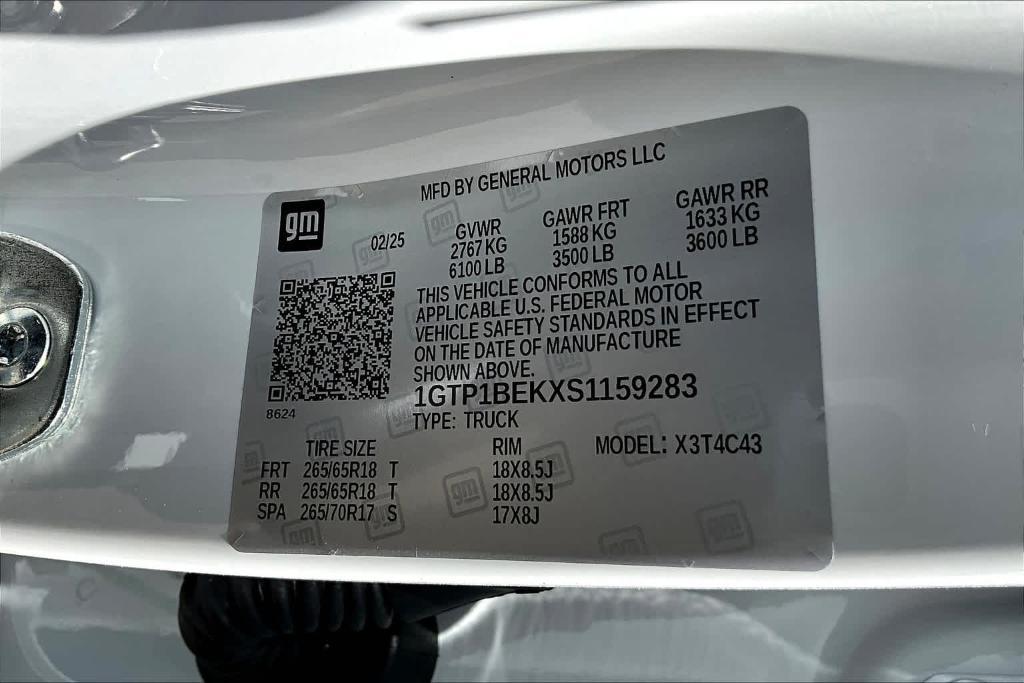 MFD BY GENERAL MOTORS LLC
gm
02/25
GVWR
2767 KG
6100 LB
GAWR FRT
1588 KG
3500 LB
GAWR RR
1633 KG
3600 LB
THIS VEHICLE CONFORMS TO ALL
APPLICABLE U.S. FEDERAL MOTOR
VEHICLE SAFETY STANDARDS IN EFFECT
ON THE DATE OF MANUFACTURE
SHOWN ABOVE.
1GTP1BEKXS1159283
8624
TYPE: TRUCK
TIRE SIZE RIM MODEL: X3T4C43
FRT 265/65R18 T 18X8.5J
RR 265/65R18 T 18X8.5J
SPA 265/70R17 S 17X8J